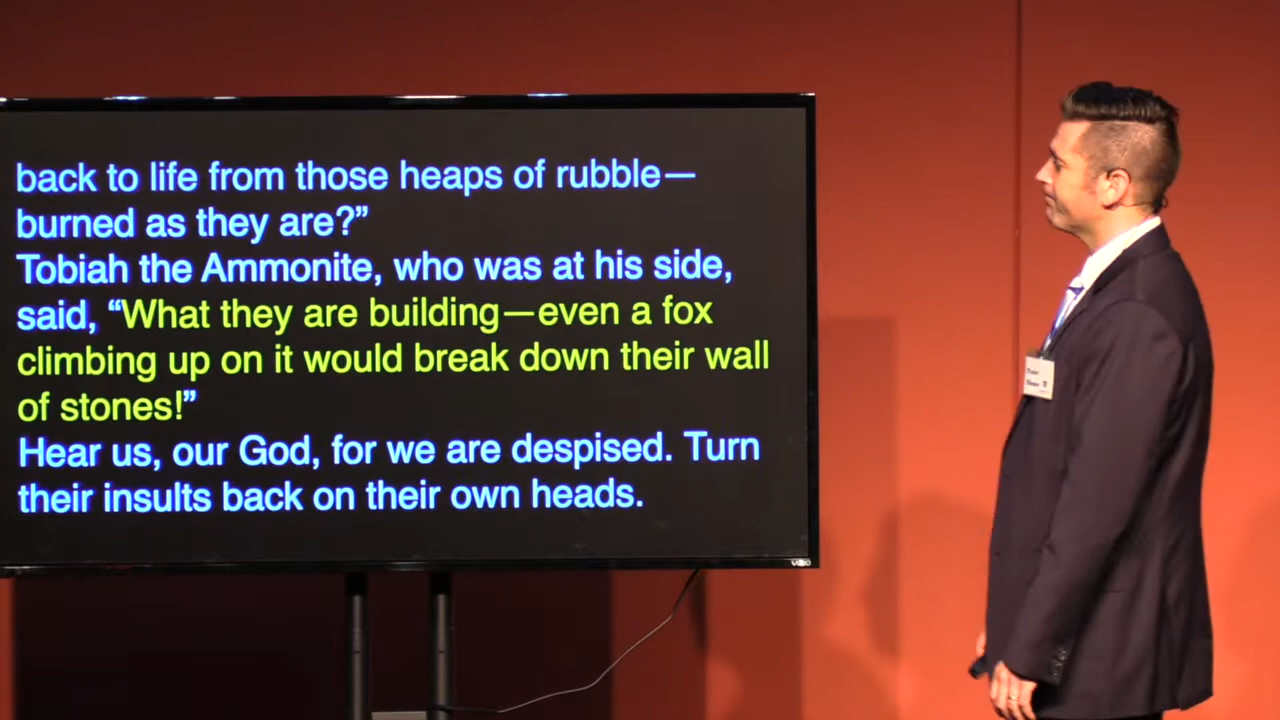 back to life from those heaps of rubble—
burned as they are?”
Tobiah the Ammonite, who was at his side,
said, “What they are building—even a fox
climbing up on it would break down their wall
of stones!”
Hear us, our God, for we are despised. Turn
their insults back on their own heads.
VIZIO